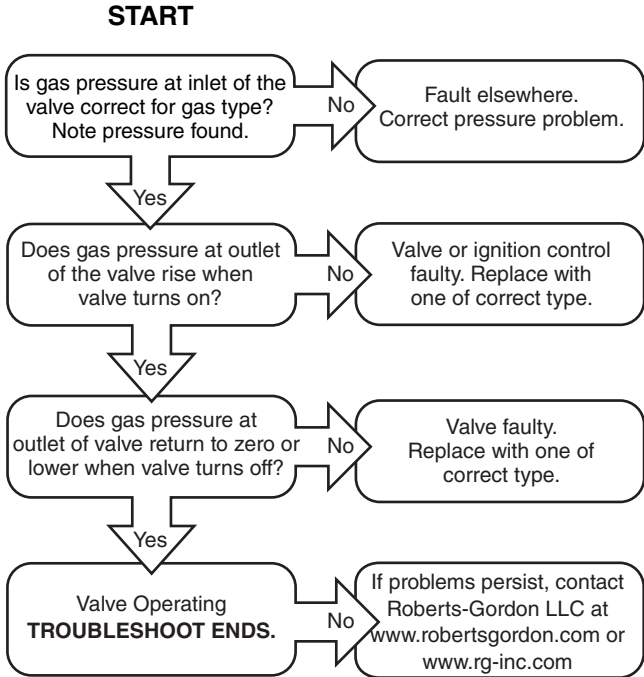 START
Is gas pressure at inlet of the
valve correct for gas type?
Note pressure found.
No
Fault elsewhere.
Correct pressure problem.
Yes
Does gas pressure at outlet
of the valve rise when
valve turns on?
No
Valve or ignition control
faulty. Replace with
one of correct type.
Yes
Does gas pressure at
outlet of valve return to zero or
lower when valve turns off?
No
Valve faulty.
Replace with one of
correct type.
Yes
Valve Operating
TROUBLESHOOT ENDS.
No
If problems persist, contact
Roberts-Gordon LLC at
www.robertsgordon.com or
www.rg-inc.com